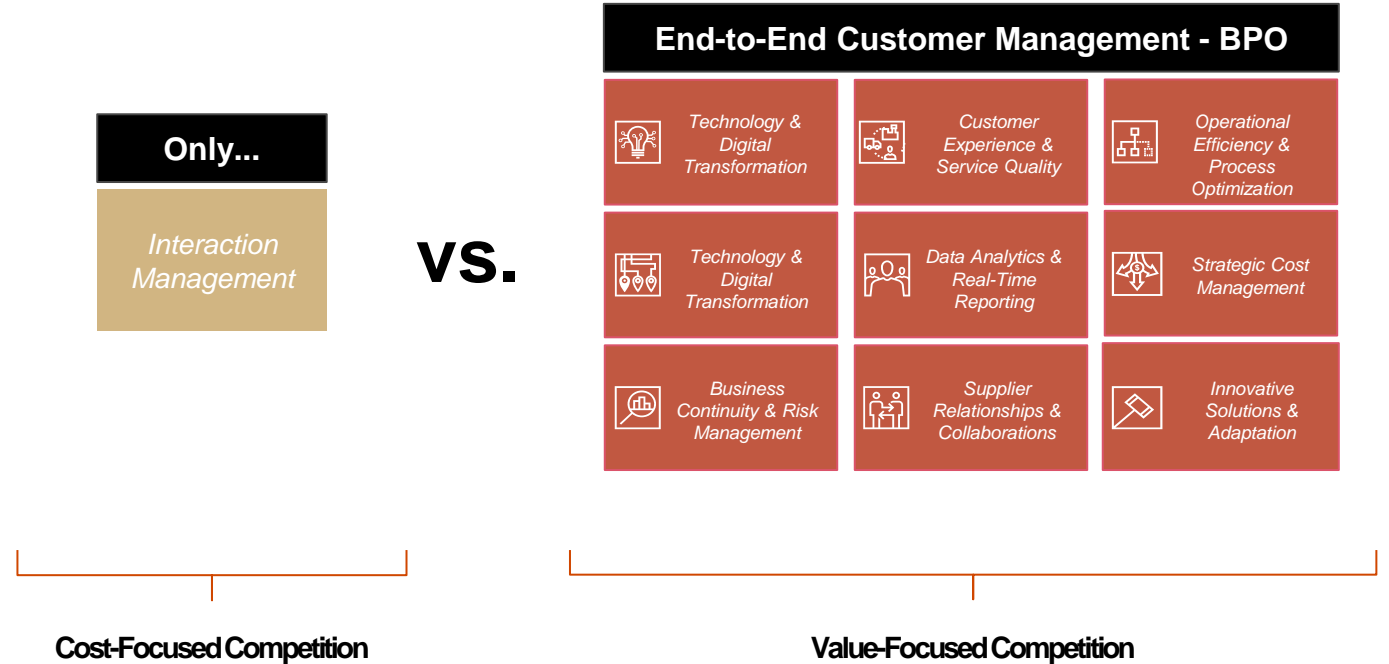 End-to-End Customer Management - BPO
Only...
Interaction
Management
vs.
Technology &
Digital
Transformation
Customer
Experience &
Service Quality
Operational
Efficiency &
Process
Optimization
Technology &
Digital
Transformation
Data Analytics &
Real-Time
Reporting
Strategic Cost
Management
Business
Continuity & Risk
Management
Supplier
Relationships &
Collaborations
Innovative
Solutions &
Adaptation
Cost-Focused Competition
Value-Focused Competition